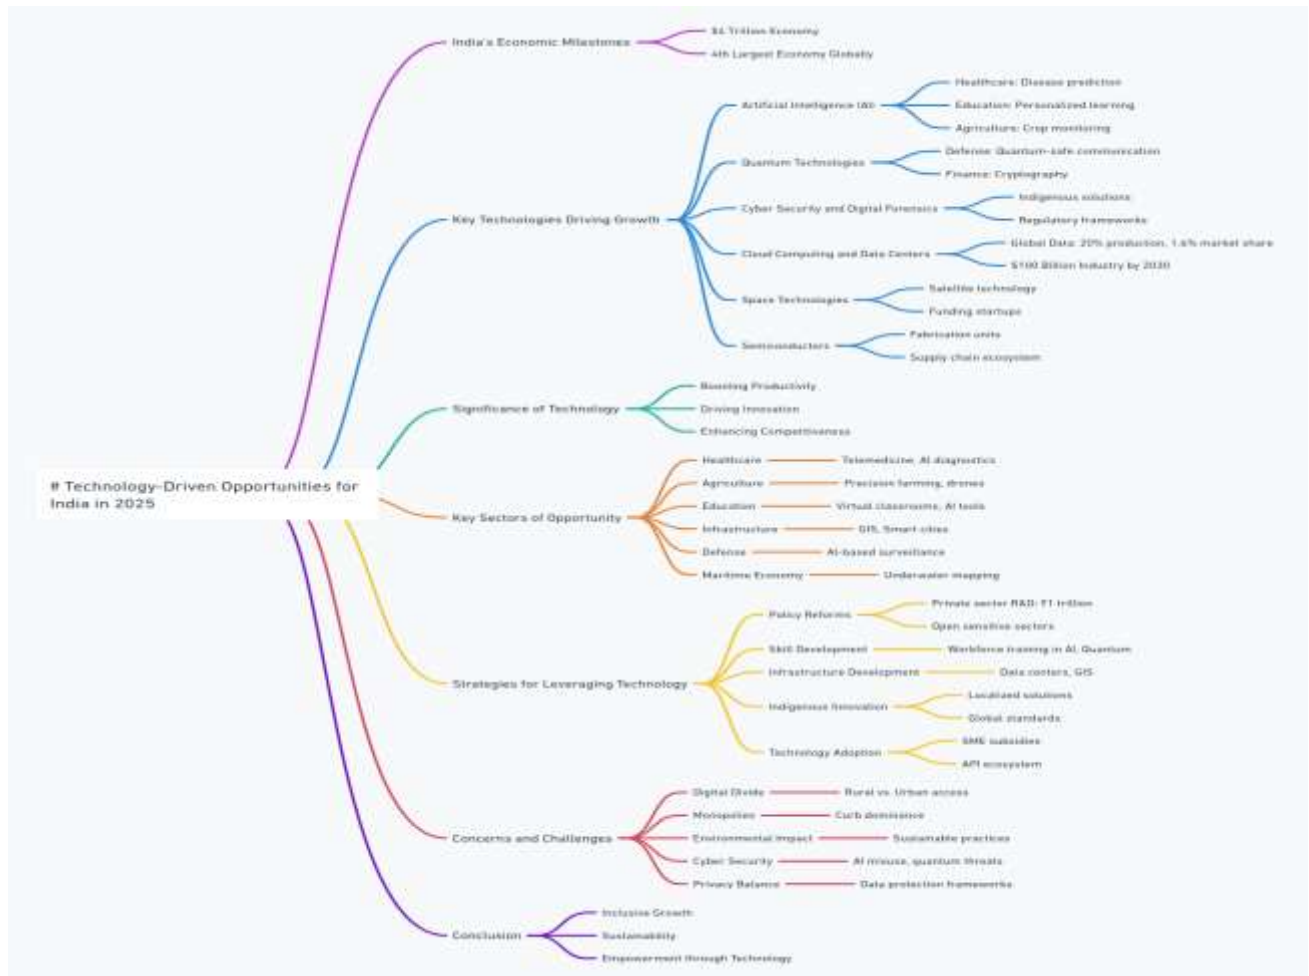 India's Economic Milestones
$4 Trillion Economy
4th Largest Economy Globally
Key Technologies Driving Growth
Artificial Intelligence (AI)
Healthcare: Disease prediction
Education: Personalized learning
Agriculture: Crop monitoring
Quantum Technologies
Defense: Quantum-safe communication
Finance: Cryptography
Cyber Security and Digital Forensics
Indigenous solutions
Regulatory frameworks
Cloud Computing and Data Centers
Global Data: 20% production, 1.6% market share
$100 Billion Industry by 2030
Space Technologies
Satellite technology
Funding startups
Semiconductors
Fabrication units
Supply chain ecosystem
Significance of Technology
Boosting Productivity
Driving Innovation
Enhancing Competitiveness
# Technology-Driven Opportunities for
India in 2025
Key Sectors of Opportunity
Healthcare
Telemedicine, AI diagnostics
Agriculture
Precision farming, drones
Education
Virtual classrooms, AI tools
Infrastructure
GIS, Smart cities
Defense
AI-based surveillance
Maritime Economy
Underwater mapping
Strategies for Leveraging Technology
Policy Reforms
Private sector R&D: ₹1 trillion
Open sensitive sectors
Skill Development
Workforce training in AI, Quantum
Infrastructure Development
Data centers, GIS
Indigenous Innovation
Localized solutions
Global standards
Technology Adoption
SME subsidies
API ecosystem
Concerns and Challenges
Digital Divide
Rural vs. Urban access
Monopolies
Curb dominance
Environmental Impact
Sustainable practices
Cyber Security
AI misuse, quantum threats
Privacy Balance
Data protection frameworks
Conclusion
Inclusive Growth
Sustainability
Empowerment through Technology